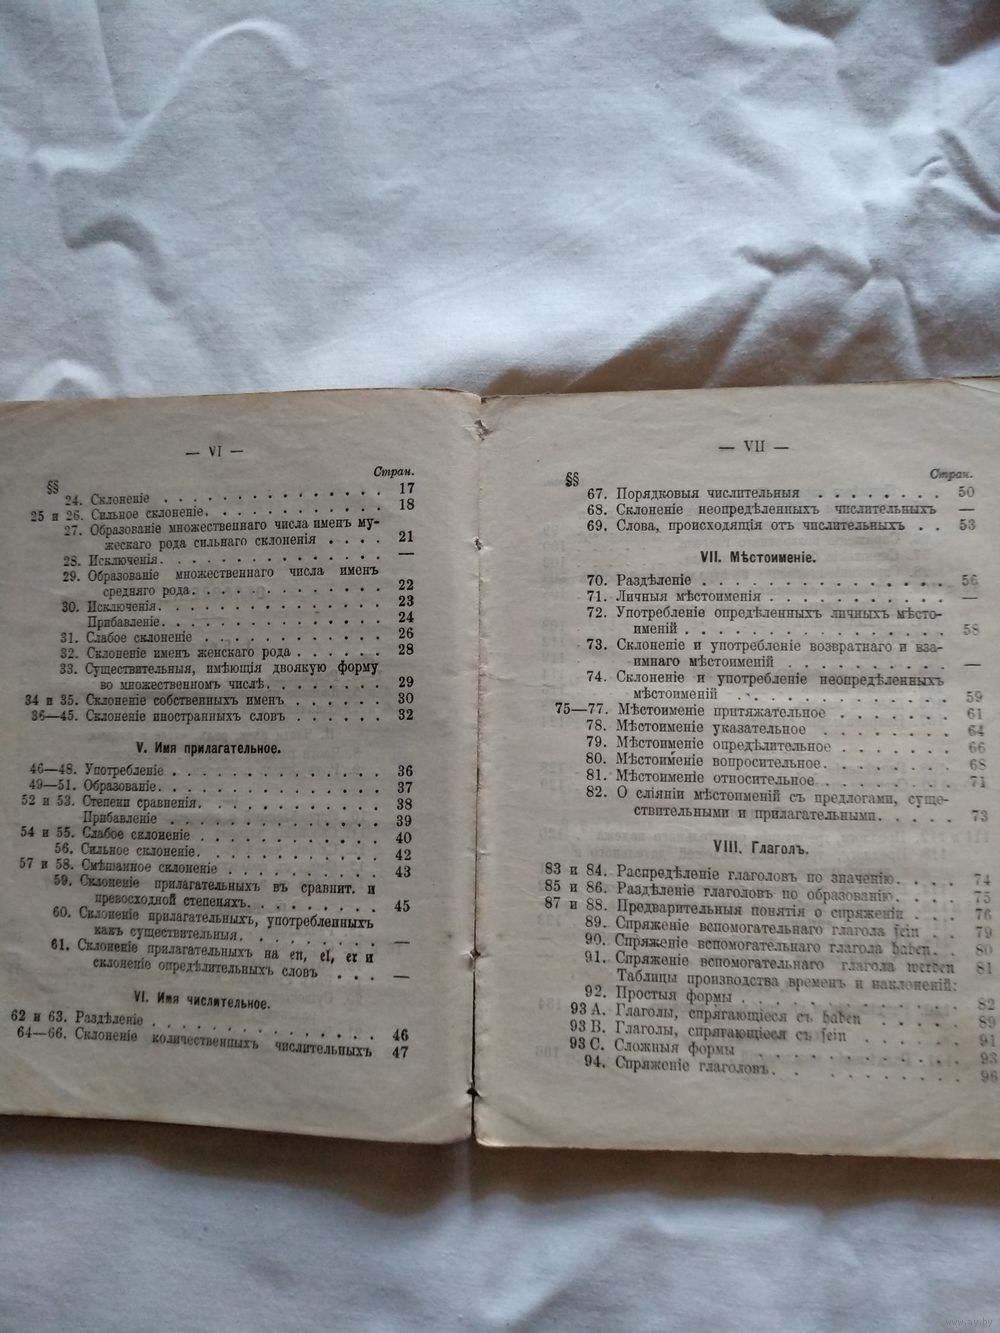 — VI —
§§ Стран.
24. Склоненіе . . . . . . . . . . . . . . . 17
25 и 26. Сильное склоненіе. . . . . . . . . . . . 18
27. Образованіе множественнаго числа именъ му-
жескаго рода сильнаго склоненія . . . . 21
28. Исключенія. . . . . . . . . . . . . . . —
29. Образованіе множественнаго числа именъ
средняго рода. . . . . . . . . . . . . 22
30. Исключенія. . . . . . . . . . . . . . . 23
Прибавленіе. . . . . . . . . . . . . . . 24
31. Слабое склоненіе . . . . . . . . . . . . 26
32. Склоненіе именъ женскаго рода . . . . . . 28
33. Существительныя, имѣющія двоякую форму
во множественномъ числѣ. . . . . . . . 29
34 и 35. Склоненіе собственныхъ именъ . . . . . . 30
36—45. Склоненіе иностранныхъ словъ . . . . . . 32
V. Имя прилагательное.
46—48. Употребленіе . . . . . . . . . . . . . . 36
49—51. Образованіе. . . . . . . . . . . . . . . 37
52 и 53. Степени сравненія. . . . . . . . . . . . 38
Прибавленіе . . . . . . . . . . . . . . 39
54 и 55. Слабое склоненіе . . . . . . . . . . . . 40
56. Сильное склоненіе. . . . . . . . . . . . 42
57 и 58. Смѣшанное склоненіе . . . . . . . . . . 43
59. Склоненіе прилагательныхъ въ сравнит. и
превосходной степеняхъ. . . . . . . . . 45
60. Склоненіе прилагательныхъ, употребленныхъ
какъ существительныя. . . . . . . . . . —
61. Склоненіе прилагательныхъ на en, el, er и
склоненіе опредѣлительныхъ словъ . . . —
VI. Имя числительное.
62 и 63. Раздѣленіе . . . . . . . . . . . . . . . 46
64—66. Склоненіе количественныхъ числительныхъ 47
— VII —
§§ Стран.
67. Порядковыя числительныя . . . . . . . . 50
68. Склоненіе неопредѣленныхъ числительныхъ —
69. Слова, происходящія отъ числительныхъ . . 53
VII. Мѣстоименіе.
70. Раздѣленіе . . . . . . . . . . . . . . . 56
71. Личныя мѣстоименія . . . . . . . . . . . —
72. Употребленіе опредѣленныхъ личныхъ мѣсто-
именій . . . . . . . . . . . . . . . . 58
73. Склоненіе и употребленіе возвратнаго и вза-
имнаго мѣстоименій . . . . . . . . . . —
74. Склоненіе и употребленіе неопредѣленныхъ
мѣстоименій . . . . . . . . . . . . . 59
75—77. Мѣстоименіе притяжательное . . . . . . . 61
78. Мѣстоименіе указательное . . . . . . . . 64
79. Мѣстоименіе опредѣлительное . . . . . . . 66
80. Мѣстоименіе вопросительное. . . . . . . . 68
81. Мѣстоименіе относительное . . . . . . . . 71
82. О сліяніи мѣстоименій съ предлогами, суще-
ствительными и прилагательными. . . . . 73
VIII. Глаголъ.
83 и 84. Распредѣленіе глаголовъ по значенію. . . . 74
85 и 86. Раздѣленіе глаголовъ по образованію. . . . 75
87 и 88. Предварительныя понятія о спряженіи . . . 76
89. Спряженіе вспомогательнаго глагола sein . . 79
90. Спряженіе вспомогательнаго глагола haben. . 80
91. Спряженіе вспомогательнаго глагола werden 81
Таблицы производства временъ и наклоненій:
92. Простыя формы . . . . . . . . . . . . . 82
93 А. Глаголы, спрягающіеся съ haben . . . . . 89
93 В. Глаголы, спрягающіеся съ sein . . . . . . 91
93 С. Сложныя формы . . . . . . . . . . . . . 93
94. Спряженіе глаголовъ. . . . . . . . . . . 96
www.ay.by